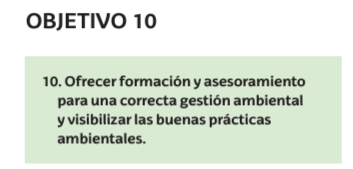 OBJETIVO 10
10. Ofrecer formación y asesoramiento
para una correcta gestión ambiental
y visibilizar las buenas prácticas
ambientales.